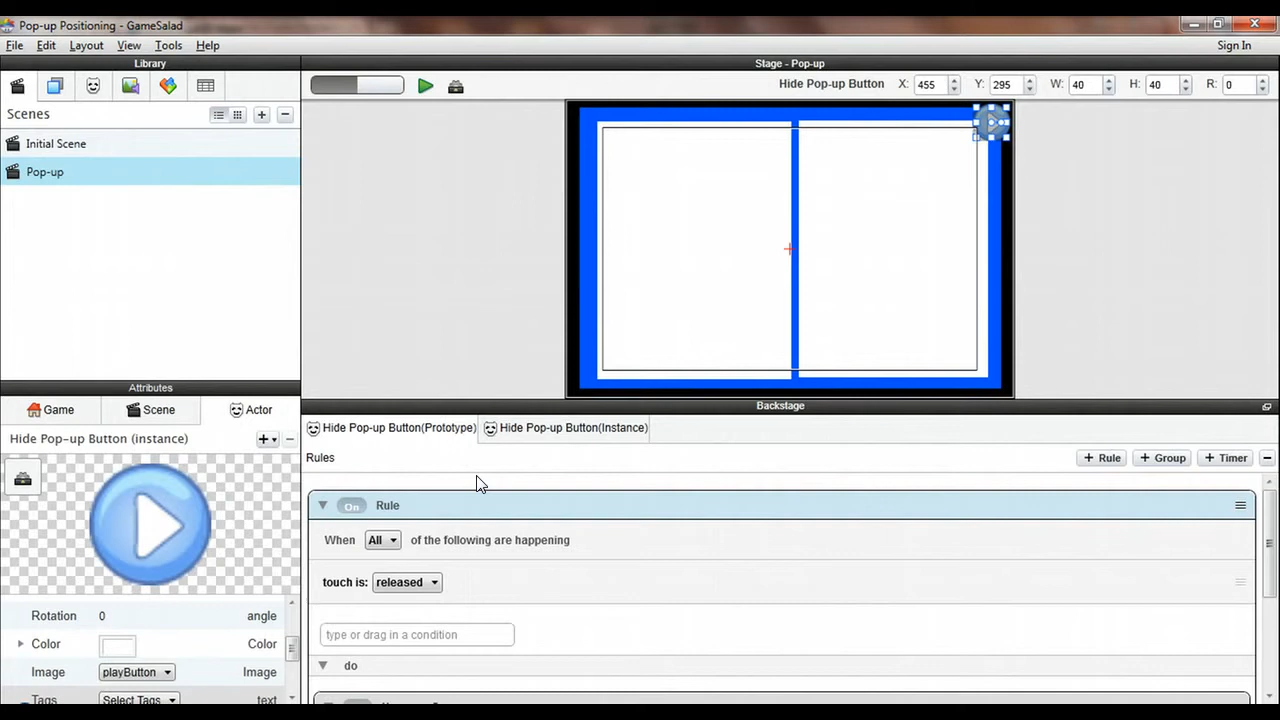 Pop-up Positioning - GameSalad
File Edit Layout View Tools Help
Sign In
Library
Stage - Pop-up
Hide Pop-up Button X: 455 Y: 295 W: 40 H: 40 R: 0
Scenes
Initial Scene
Pop-up
Attributes
Game Scene Actor
Hide Pop-up Button (instance)
Rotation 0 angle
Color Color
Image playButton Image
Tags Select Tags text
Backstage
Hide Pop-up Button(Prototype) Hide Pop-up Button(Instance)
Rules + Rule + Group + Timer
On Rule
When All of the following are happening
touch is: released
type or drag in a condition
do